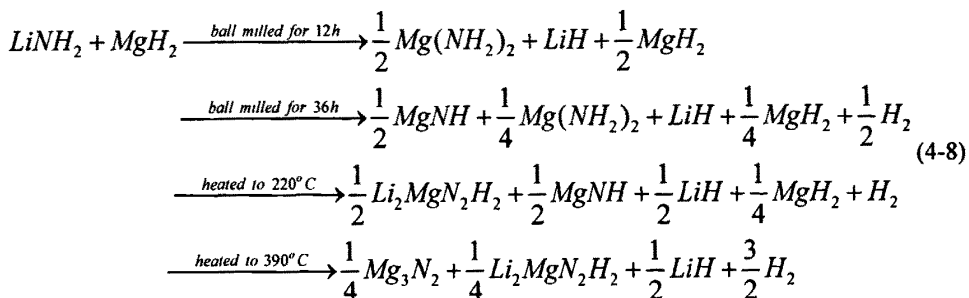 LiNH₂ + MgH₂ ⟶ (ball milled for 12h) 1/2 Mg(NH₂)₂ + LiH + 1/2 MgH₂
⟶ (ball milled for 36h) 1/2 MgNH + 1/4 Mg(NH₂)₂ + LiH + 1/4 MgH₂ + 1/2 H₂
(4-8)
⟶ (heated to 220°C) 1/2 Li₂MgN₂H₂ + 1/2 MgNH + 1/2 LiH + 1/4 MgH₂ + H₂
⟶ (heated to 390°C) 1/4 Mg₃N₂ + 1/4 Li₂MgN₂H₂ + 1/2 LiH + 3/2 H₂